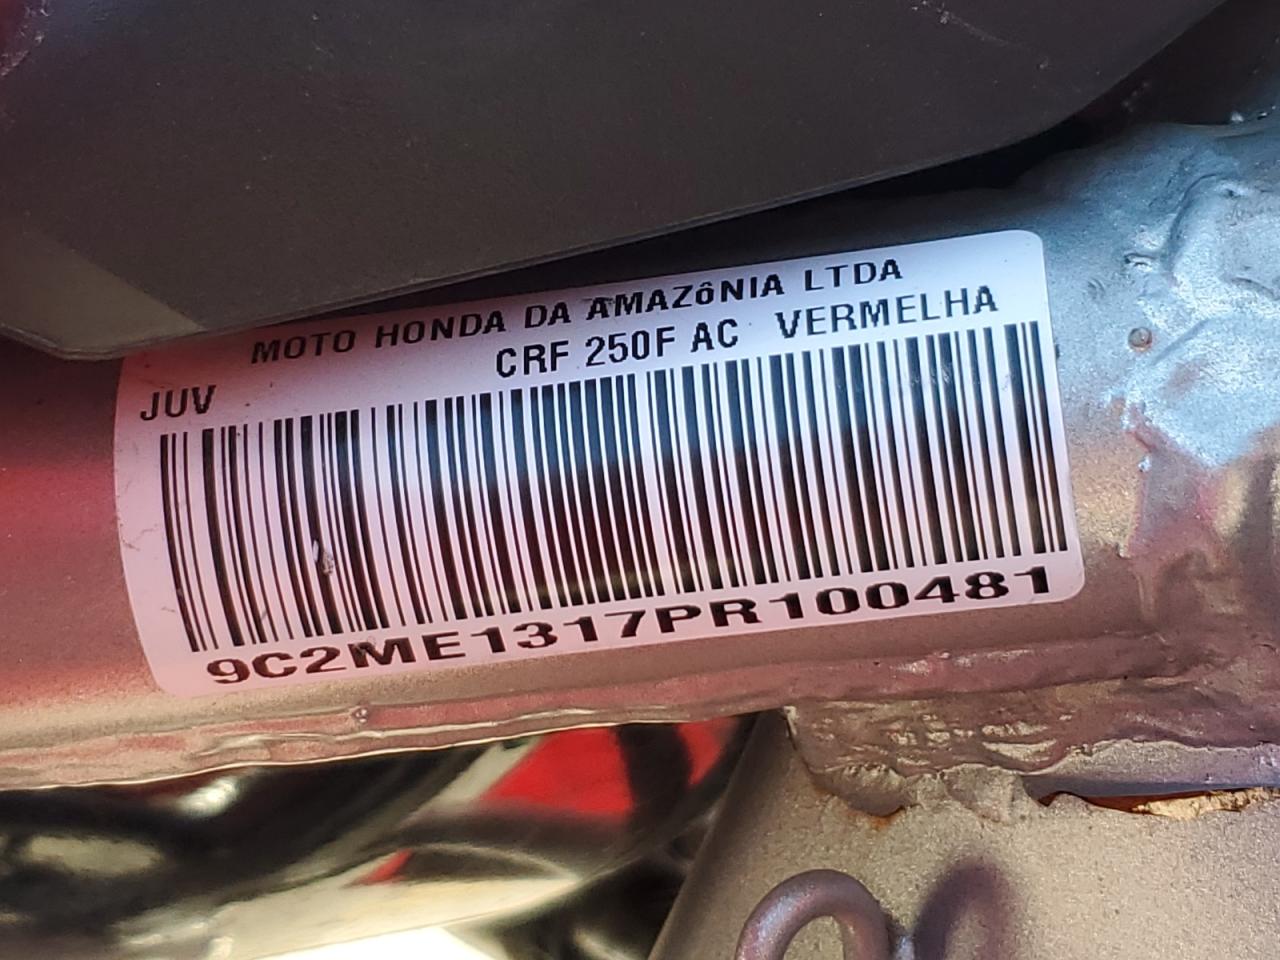 MOTO HONDA DA AMAZôNIA LTDA
CRF 250F AC VERMELHA
JUV
9C2ME1317PR100481